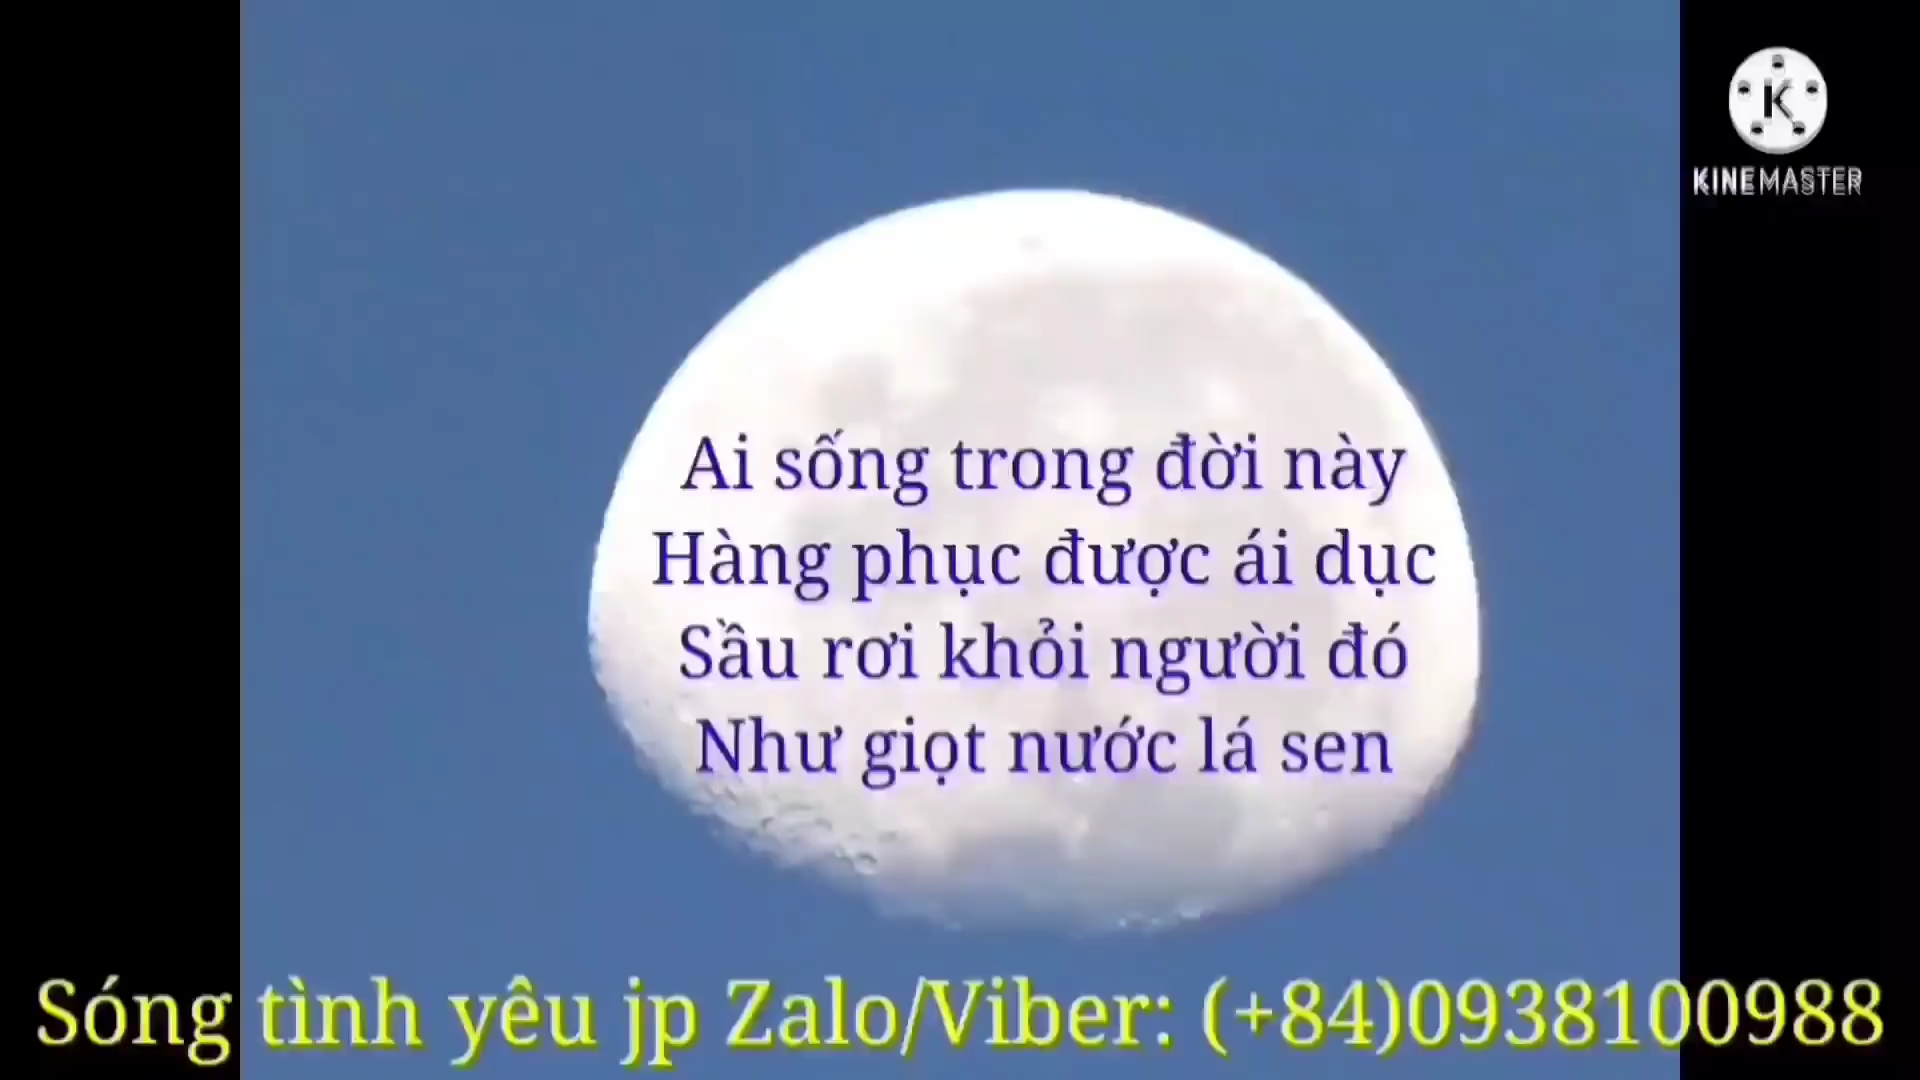 KINEMASTER
Ai sống trong đời này
Hàng phục được ái dục
Sầu rơi khỏi người đó
Như giọt nước lá sen
Sóng tình yêu jp Zalo/Viber: (+84)0938100988